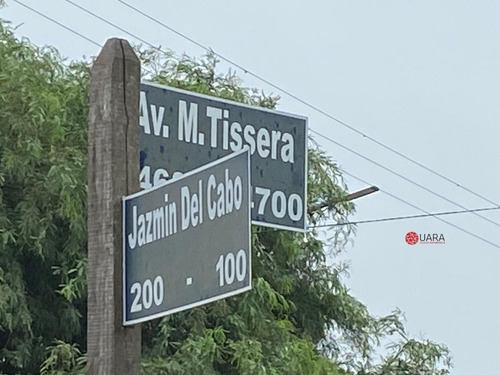 Av. M.Tissera
700
Jazmin Del Cabo
200 - 100
UARA